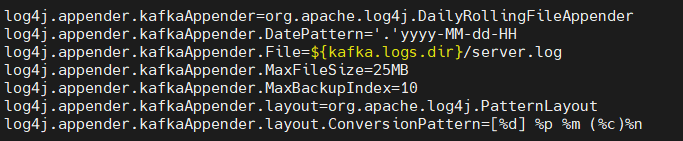 log4j.appender.kafkaAppender=org.apache.log4j.DailyRollingFileAppender
log4j.appender.kafkaAppender.DatePattern='.'yyyy-MM-dd-HH
log4j.appender.kafkaAppender.File=${kafka.logs.dir}/server.log
log4j.appender.kafkaAppender.MaxFileSize=25MB
log4j.appender.kafkaAppender.MaxBackupIndex=10
log4j.appender.kafkaAppender.layout=org.apache.log4j.PatternLayout
log4j.appender.kafkaAppender.layout.ConversionPattern=[%d] %p %m (%c)%n